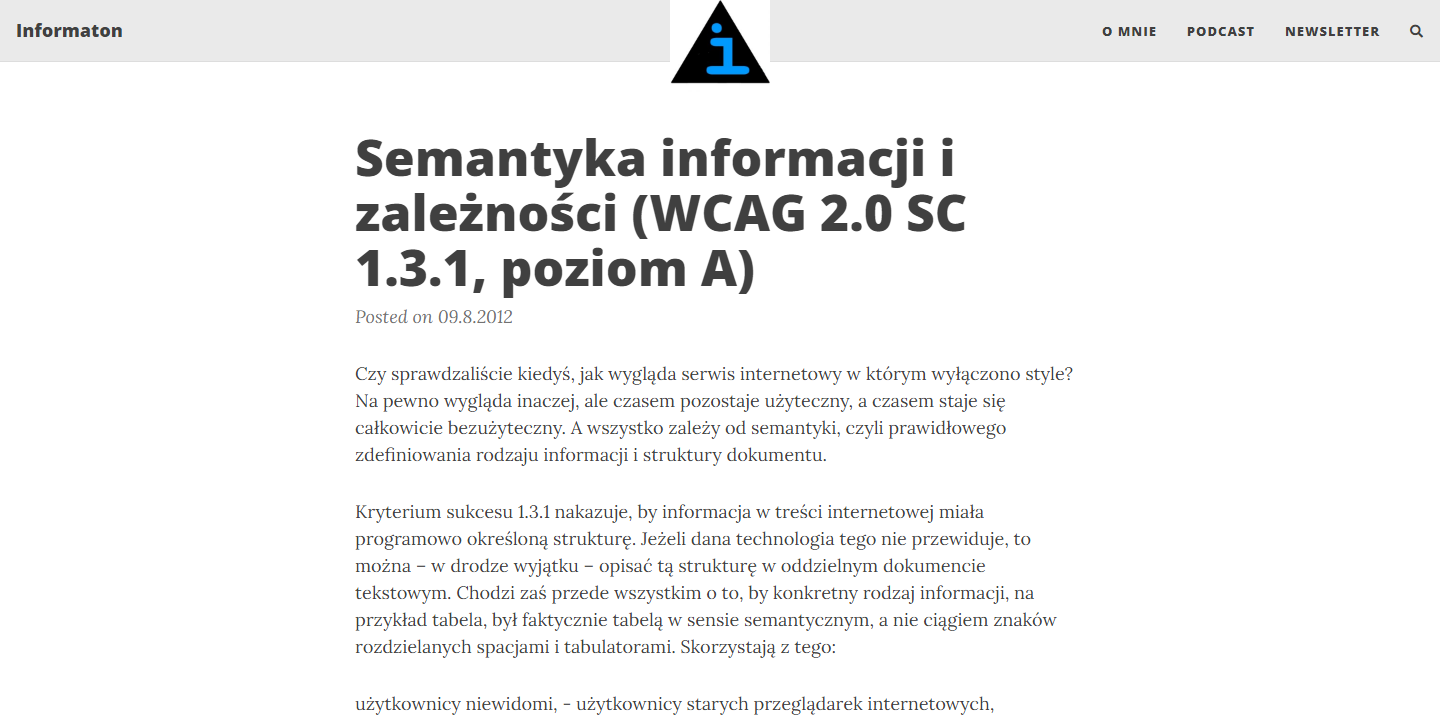 Informaton
i
O MNIE
PODCAST
NEWSLETTER
Semantyka informacji i
zależności (WCAG 2.0 SC
1.3.1, poziom A)
Posted on 09.8.2012
Czy sprawdzaliście kiedyś, jak wygląda serwis internetowy w którym wyłączono style?
Na pewno wygląda inaczej, ale czasem pozostaje użyteczny, a czasem staje się
całkowicie bezużyteczny. A wszystko zależy od semantyki, czyli prawidłowego
zdefiniowania rodzaju informacji i struktury dokumentu.
Kryterium sukcesu 1.3.1 nakazuje, by informacja w treści internetowej miała
programowo określoną strukturę. Jeżeli dana technologia tego nie przewiduje, to
można – w drodze wyjątku – opisać tą strukturę w oddzielnym dokumencie
tekstowym. Chodzi zaś przede wszystkim o to, by konkretny rodzaj informacji, na
przykład tabela, był faktycznie tabelą w sensie semantycznym, a nie ciągiem znaków
rozdzielanych spacjami i tabulatorami. Skorzystają z tego:
użytkownicy niewidomi, - użytkownicy starych przeglądarek internetowych,